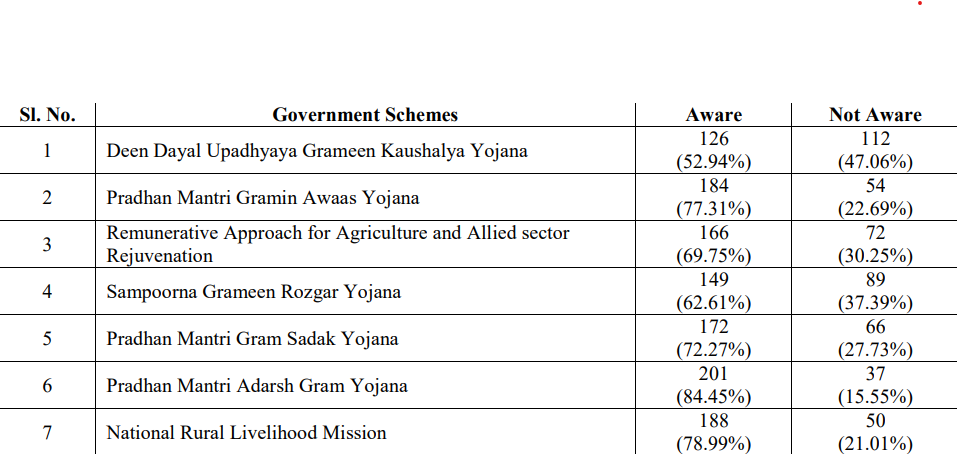 Sl. No. Government Schemes Aware Not Aware
1 Deen Dayal Upadhyaya Grameen Kaushalya Yojana 126 (52.94%) 112 (47.06%)
2 Pradhan Mantri Gramin Awaas Yojana 184 (77.31%) 54 (22.69%)
3 Remunerative Approach for Agriculture and Allied sector Rejuvenation 166 (69.75%) 72 (30.25%)
4 Sampoorna Grameen Rozgar Yojana 149 (62.61%) 89 (37.39%)
5 Pradhan Mantri Gram Sadak Yojana 172 (72.27%) 66 (27.73%)
6 Pradhan Mantri Adarsh Gram Yojana 201 (84.45%) 37 (15.55%)
7 National Rural Livelihood Mission 188 (78.99%) 50 (21.01%)